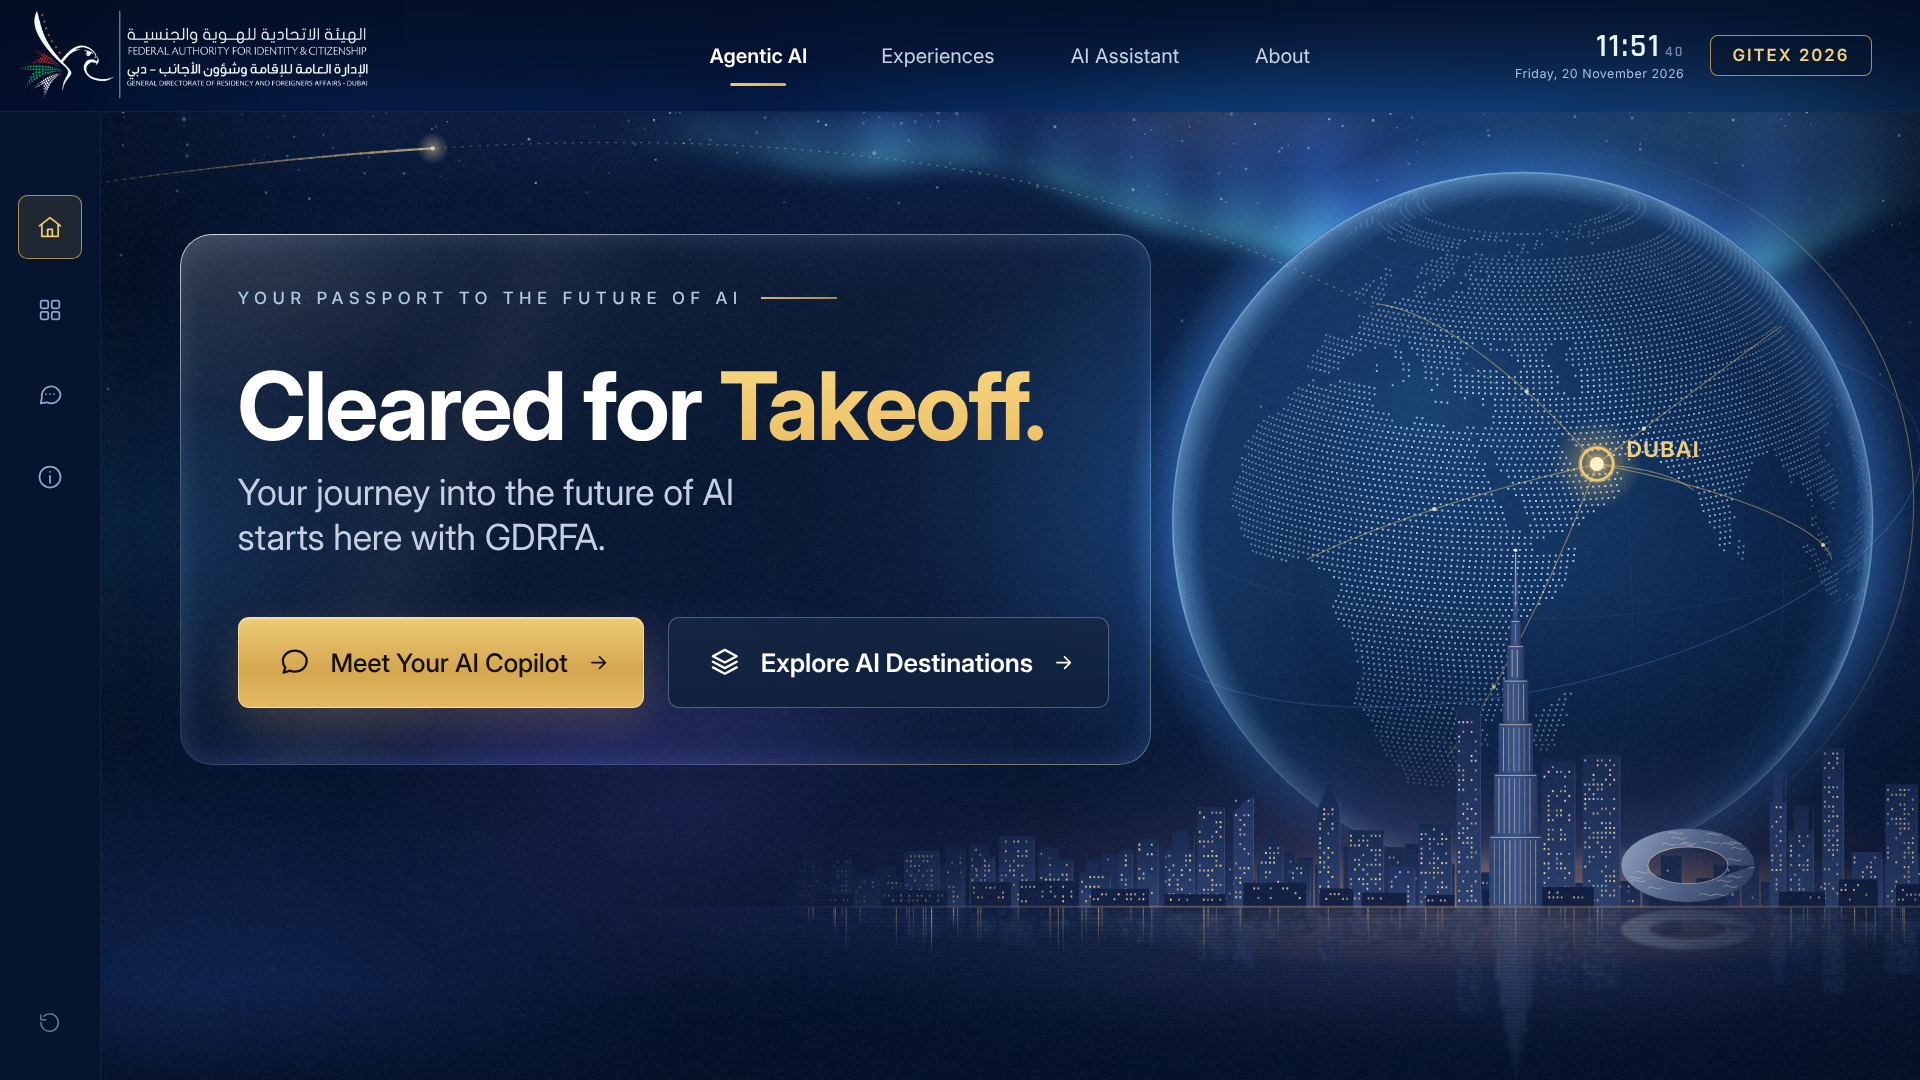 الهيئة الاتحادية للهوية والجنسية
FEDERAL AUTHORITY FOR IDENTITY & CITIZENSHIP
الإدارة العامة للإقامة وشؤون الأجانب - دبي
GENERAL DIRECTORATE OF RESIDENCY AND FOREIGNERS AFFAIRS - DUBAI
Agentic AI
Experiences
AI Assistant
About
11:51 40
Friday, 20 November 2026
GITEX 2026
YOUR PASSPORT TO THE FUTURE OF AI
Cleared for Takeoff.
Your journey into the future of AI
starts here with GDRFA.
Meet Your AI Copilot
Explore AI Destinations
DUBAI